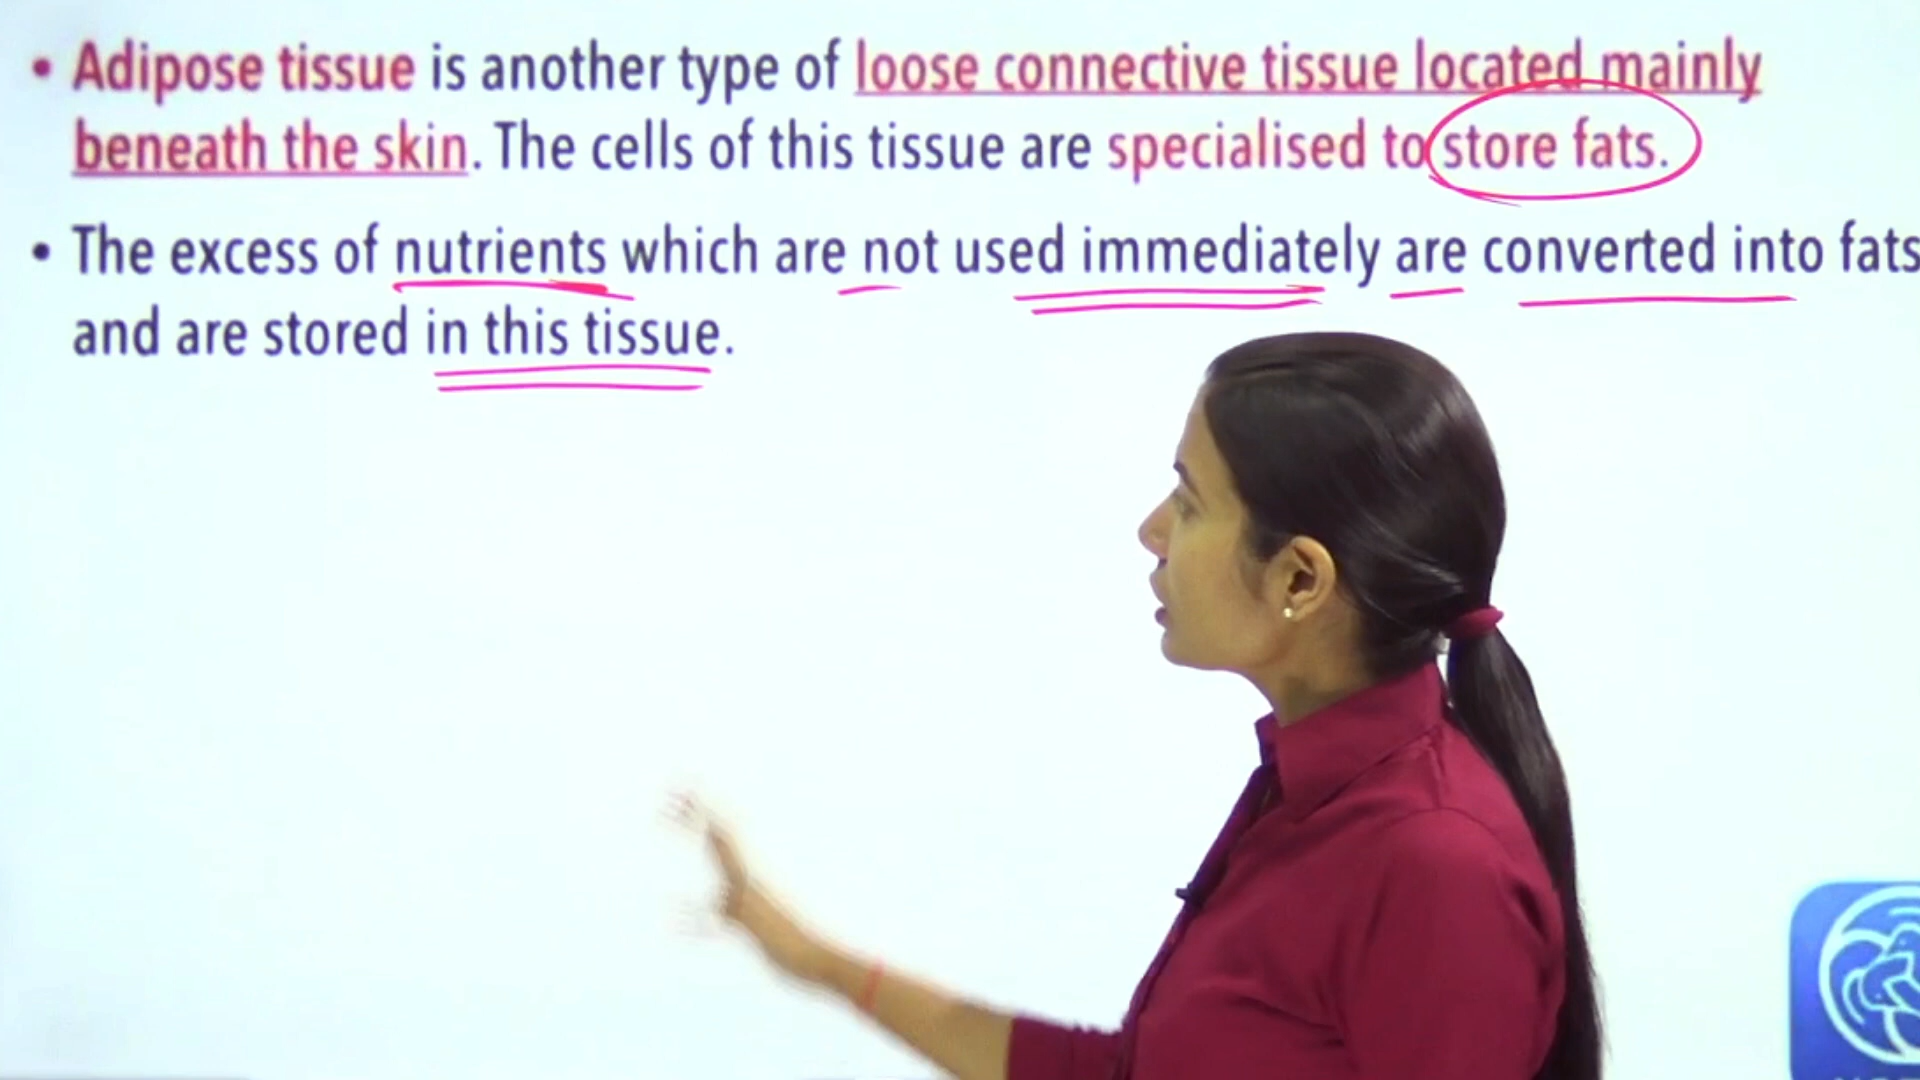 • Adipose tissue is another type of loose connective tissue located mainly
beneath the skin. The cells of this tissue are specialised to store fats.
• The excess of nutrients which are not used immediately are converted into fats
and are stored in this tissue.